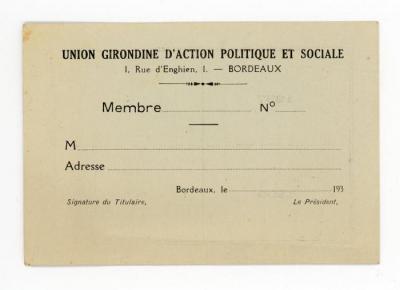 UNION GIRONDINE D'ACTION POLITIQUE ET SOCIALE
1, Rue d'Enghien, 1. — BORDEAUX
Membre N°
M
Adresse
Bordeaux, le 193
Signature du Titulaire, Le Président,